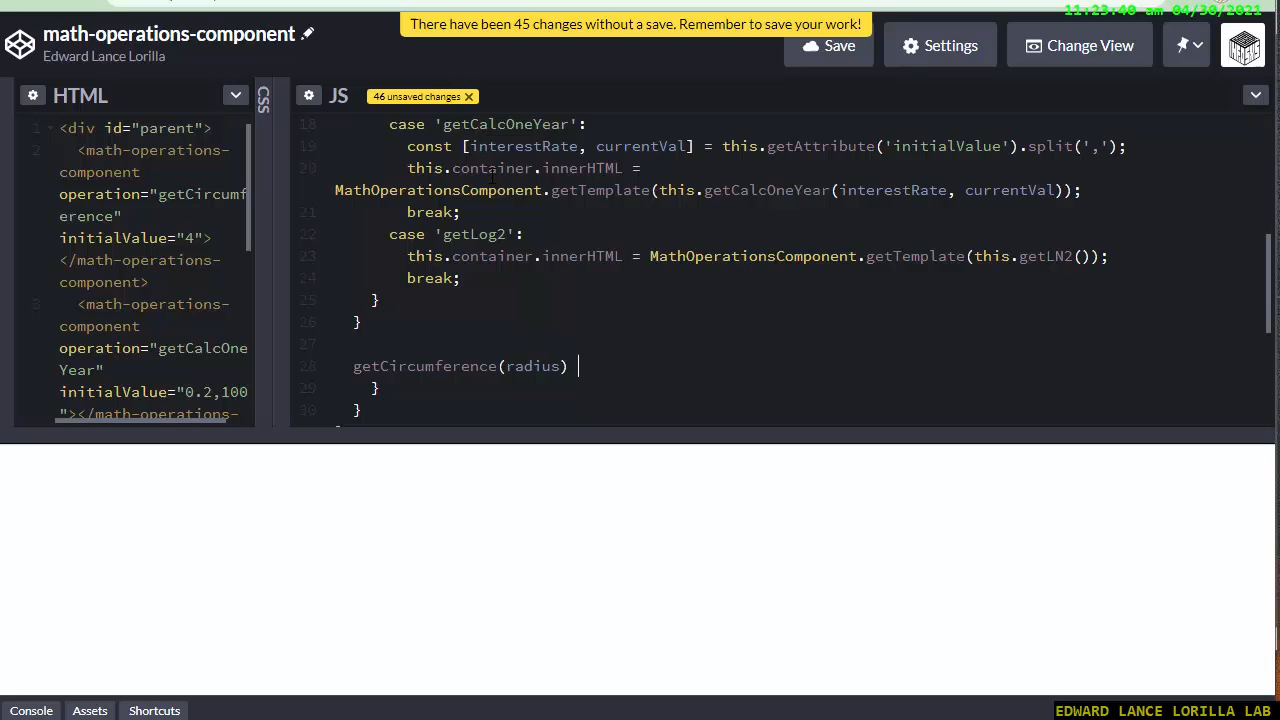 11:23:40 am 04/30/2021
There have been 45 changes without a save. Remember to save your work!
math-operations-component
Edward Lance Lorilla
Save
Settings
Change View
HTML
CSS
JS
46 unsaved changes
1 <div id="parent">
2 <math-operations-
component
operation="getCircumf
erence"
initialValue="4">
</math-operations-
component>
<math-operations-
component
operation="getCalcOne
Year"
initialValue="0.2,100
"></math-operations-
18 case 'getCalcOneYear':
19 const [interestRate, currentVal] = this.getAttribute('initialValue').split(',');
20 this.container.innerHTML =
MathOperationsComponent.getTemplate(this.getCalcOneYear(interestRate, currentVal));
21 break;
22 case 'getLog2':
23 this.container.innerHTML = MathOperationsComponent.getTemplate(this.getLN2());
24 break;
25 }
26 }
27
28 getCircumference(radius)
29 }
30 }
Console
Assets
Shortcuts
EDWARD LANCE LORILLA LAB